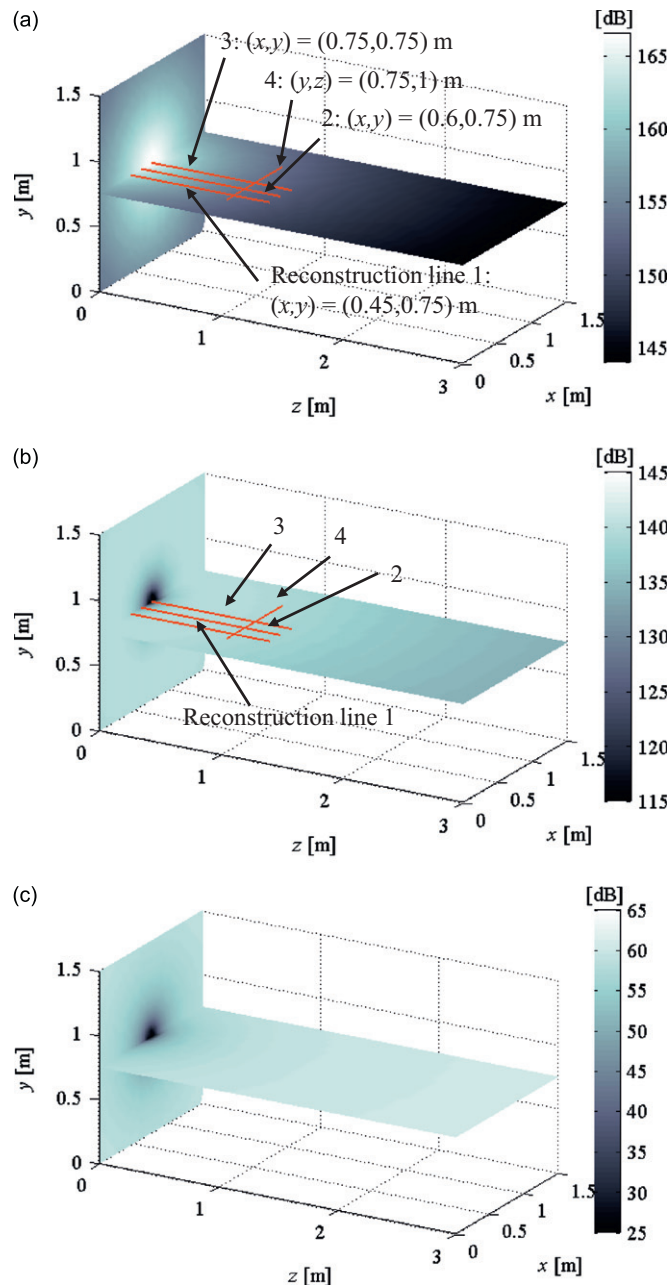 (a)
[dB]
3: (x,y) = (0.75,0.75) m
4: (y,z) = (0.75,1) m
2: (x,y) = (0.6,0.75) m
Reconstruction line 1:
(x,y) = (0.45,0.75) m
1.5
1
0.5
0
y [m]
0
1
2
3
z [m]
0
0.5
1
1.5
x [m]
165
160
155
150
145
(b)
[dB]
3
4
2
Reconstruction line 1
1.5
1
0.5
0
y [m]
0
1
2
3
z [m]
0
0.5
1
1.5
x [m]
145
140
135
130
125
120
115
(c)
[dB]
1.5
1
0.5
0
y [m]
0
1
2
3
z [m]
0
0.5
1
1.5
x [m]
65
60
55
50
45
40
35
30
25